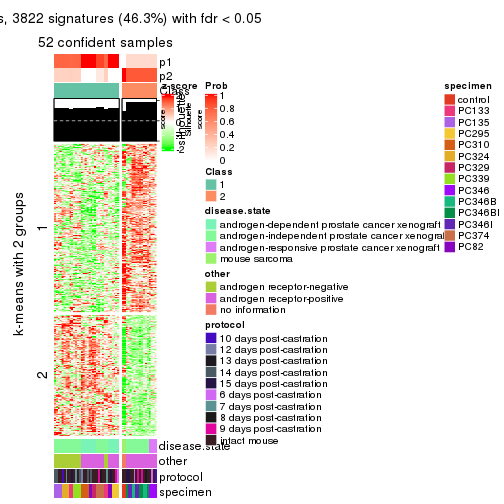 s, 3822 signatures (46.3%) with fdr < 0.05
52 confident samples
p1
p2
Class
k-means with 2 groups
1
2
disease.state
other
protocol
specimen
z-score
Prob
1
0.8
0.6
0.4
0.2
0
Class
1
2
disease.state
androgen-dependent prostate cancer xenograft
androgen-independent prostate cancer xenograft
androgen-responsive prostate cancer xenograft
mouse sarcoma
other
androgen receptor-negative
androgen receptor-positive
no information
protocol
10 days post-castration
12 days post-castration
13 days post-castration
14 days post-castration
15 days post-castration
6 days post-castration
7 days post-castration
8 days post-castration
9 days post-castration
intact mouse
specimen
control
PC133
PC135
PC295
PC310
PC324
PC329
PC339
PC346
PC346B
PC346BI
PC346I
PC374
PC82